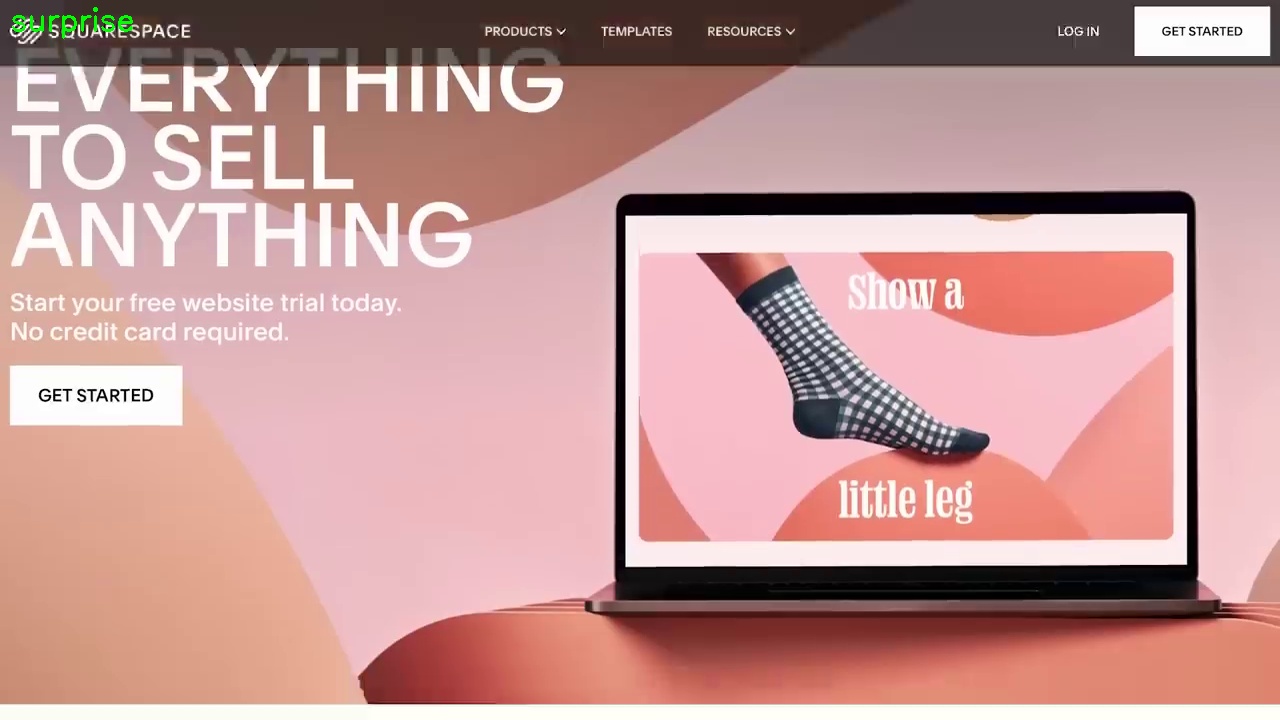 surprise
SQUARESPACE
PRODUCTS
TEMPLATES
RESOURCES
LOG IN
GET STARTED
EVERYTHING
TO SELL
ANYTHING
Start your free website trial today.
No credit card required.
GET STARTED
Show a
little leg